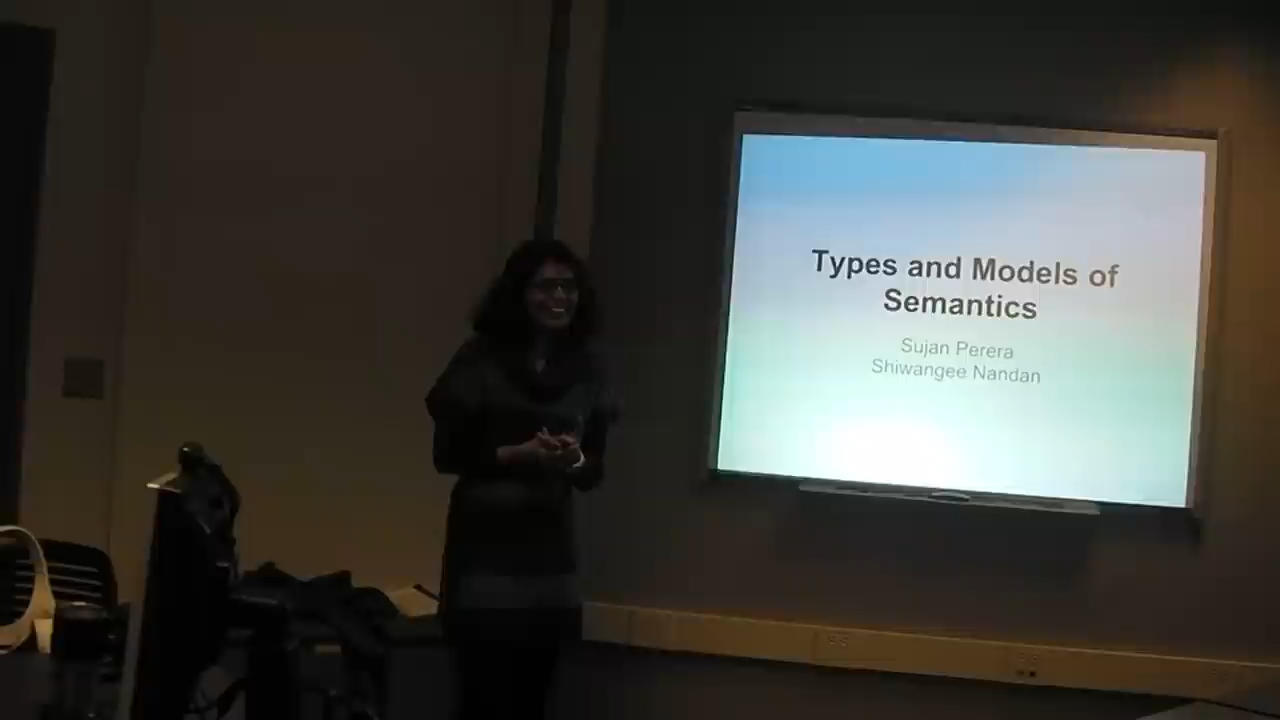 Types and Models of
Semantics
Sujan Perera
Shiwangee Nandan